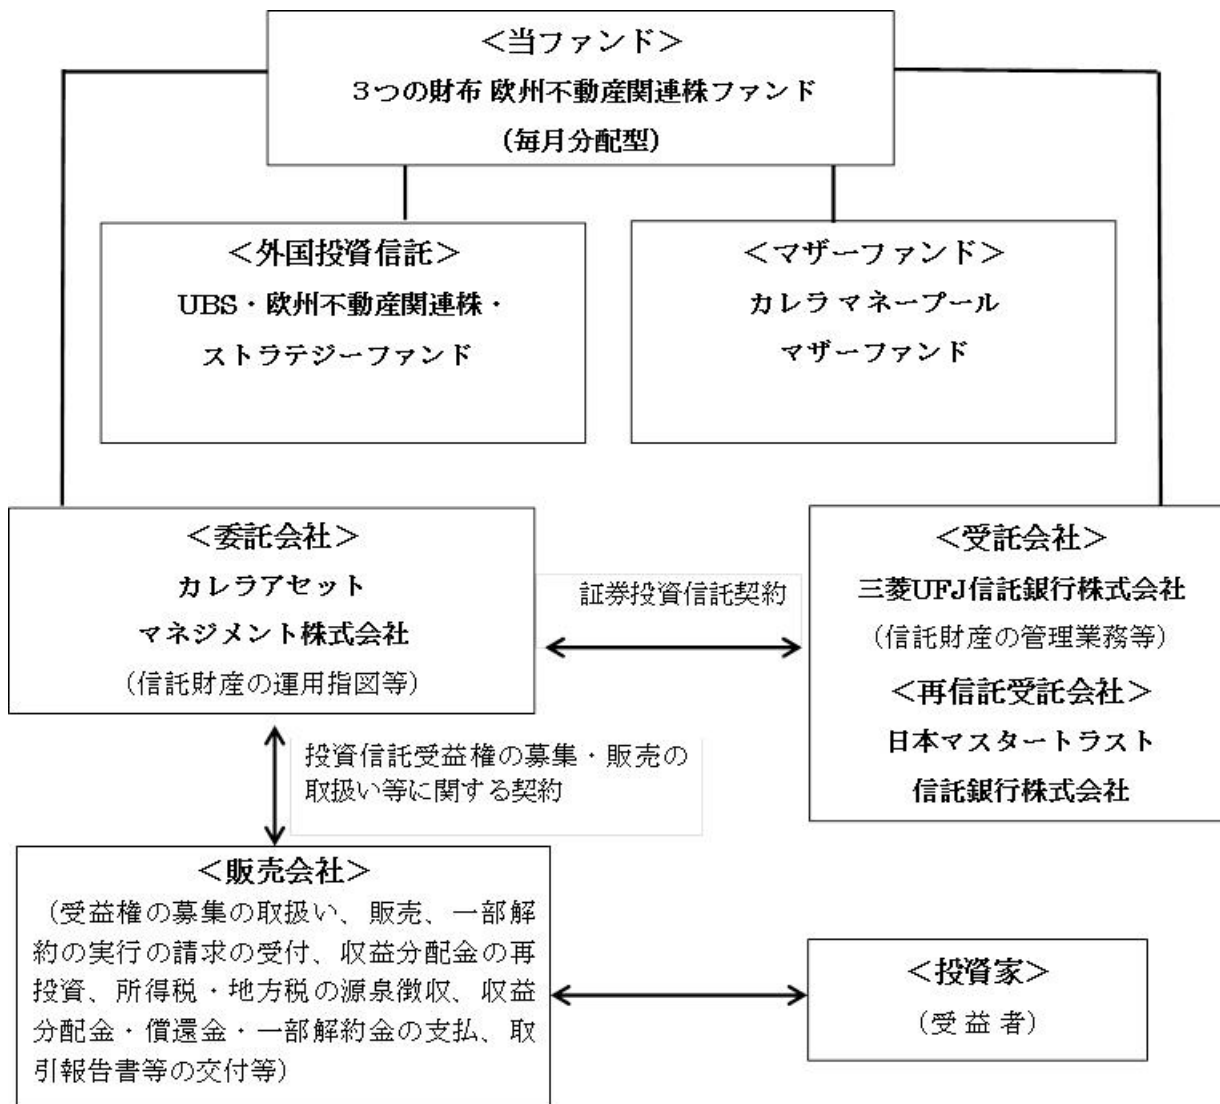 ＜当ファンド＞
３つの財布 欧州不動産関連株ファンド
（毎月分配型）
＜外国投資信託＞
UBS・欧州不動産関連株・
ストラテジーファンド
＜マザーファンド＞
カレラ マネープール
マザーファンド
＜委託会社＞
カレラアセット
マネジメント株式会社
（信託財産の運用指図等）
証券投資信託契約
＜受託会社＞
三菱UFJ信託銀行株式会社
（信託財産の管理業務等）
＜再信託受託会社＞
日本マスタートラスト
信託銀行株式会社
投資信託受益権の募集・販売の
取扱い等に関する契約
＜販売会社＞
（受益権の募集の取扱い、販売、一部解
約の実行の請求の受付、収益分配金の再
投資、所得税・地方税の源泉徴収、収益
分配金・償還金・一部解約金の支払、取
引報告書等の交付等）
＜投資家＞
（受 益 者）